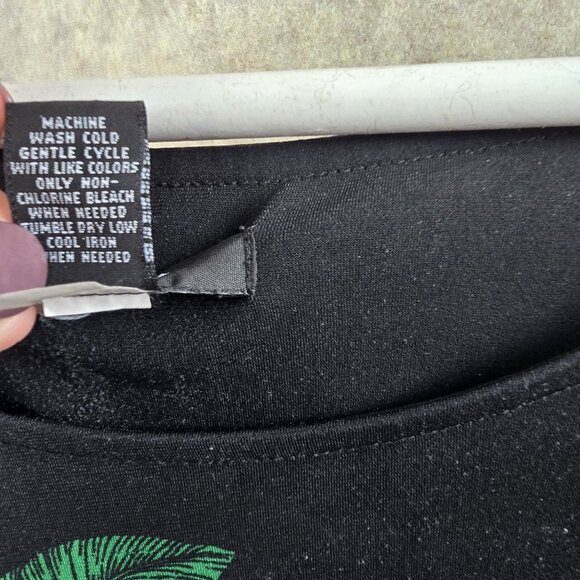 MACHINE
WASH COLD
GENTLE CYCLE
WITH LIKE COLORS
ONLY NON-
CHLORINE BLEACH
WHEN NEEDED
TUMBLE DRY LOW
COOL IRON
WHEN NEEDED